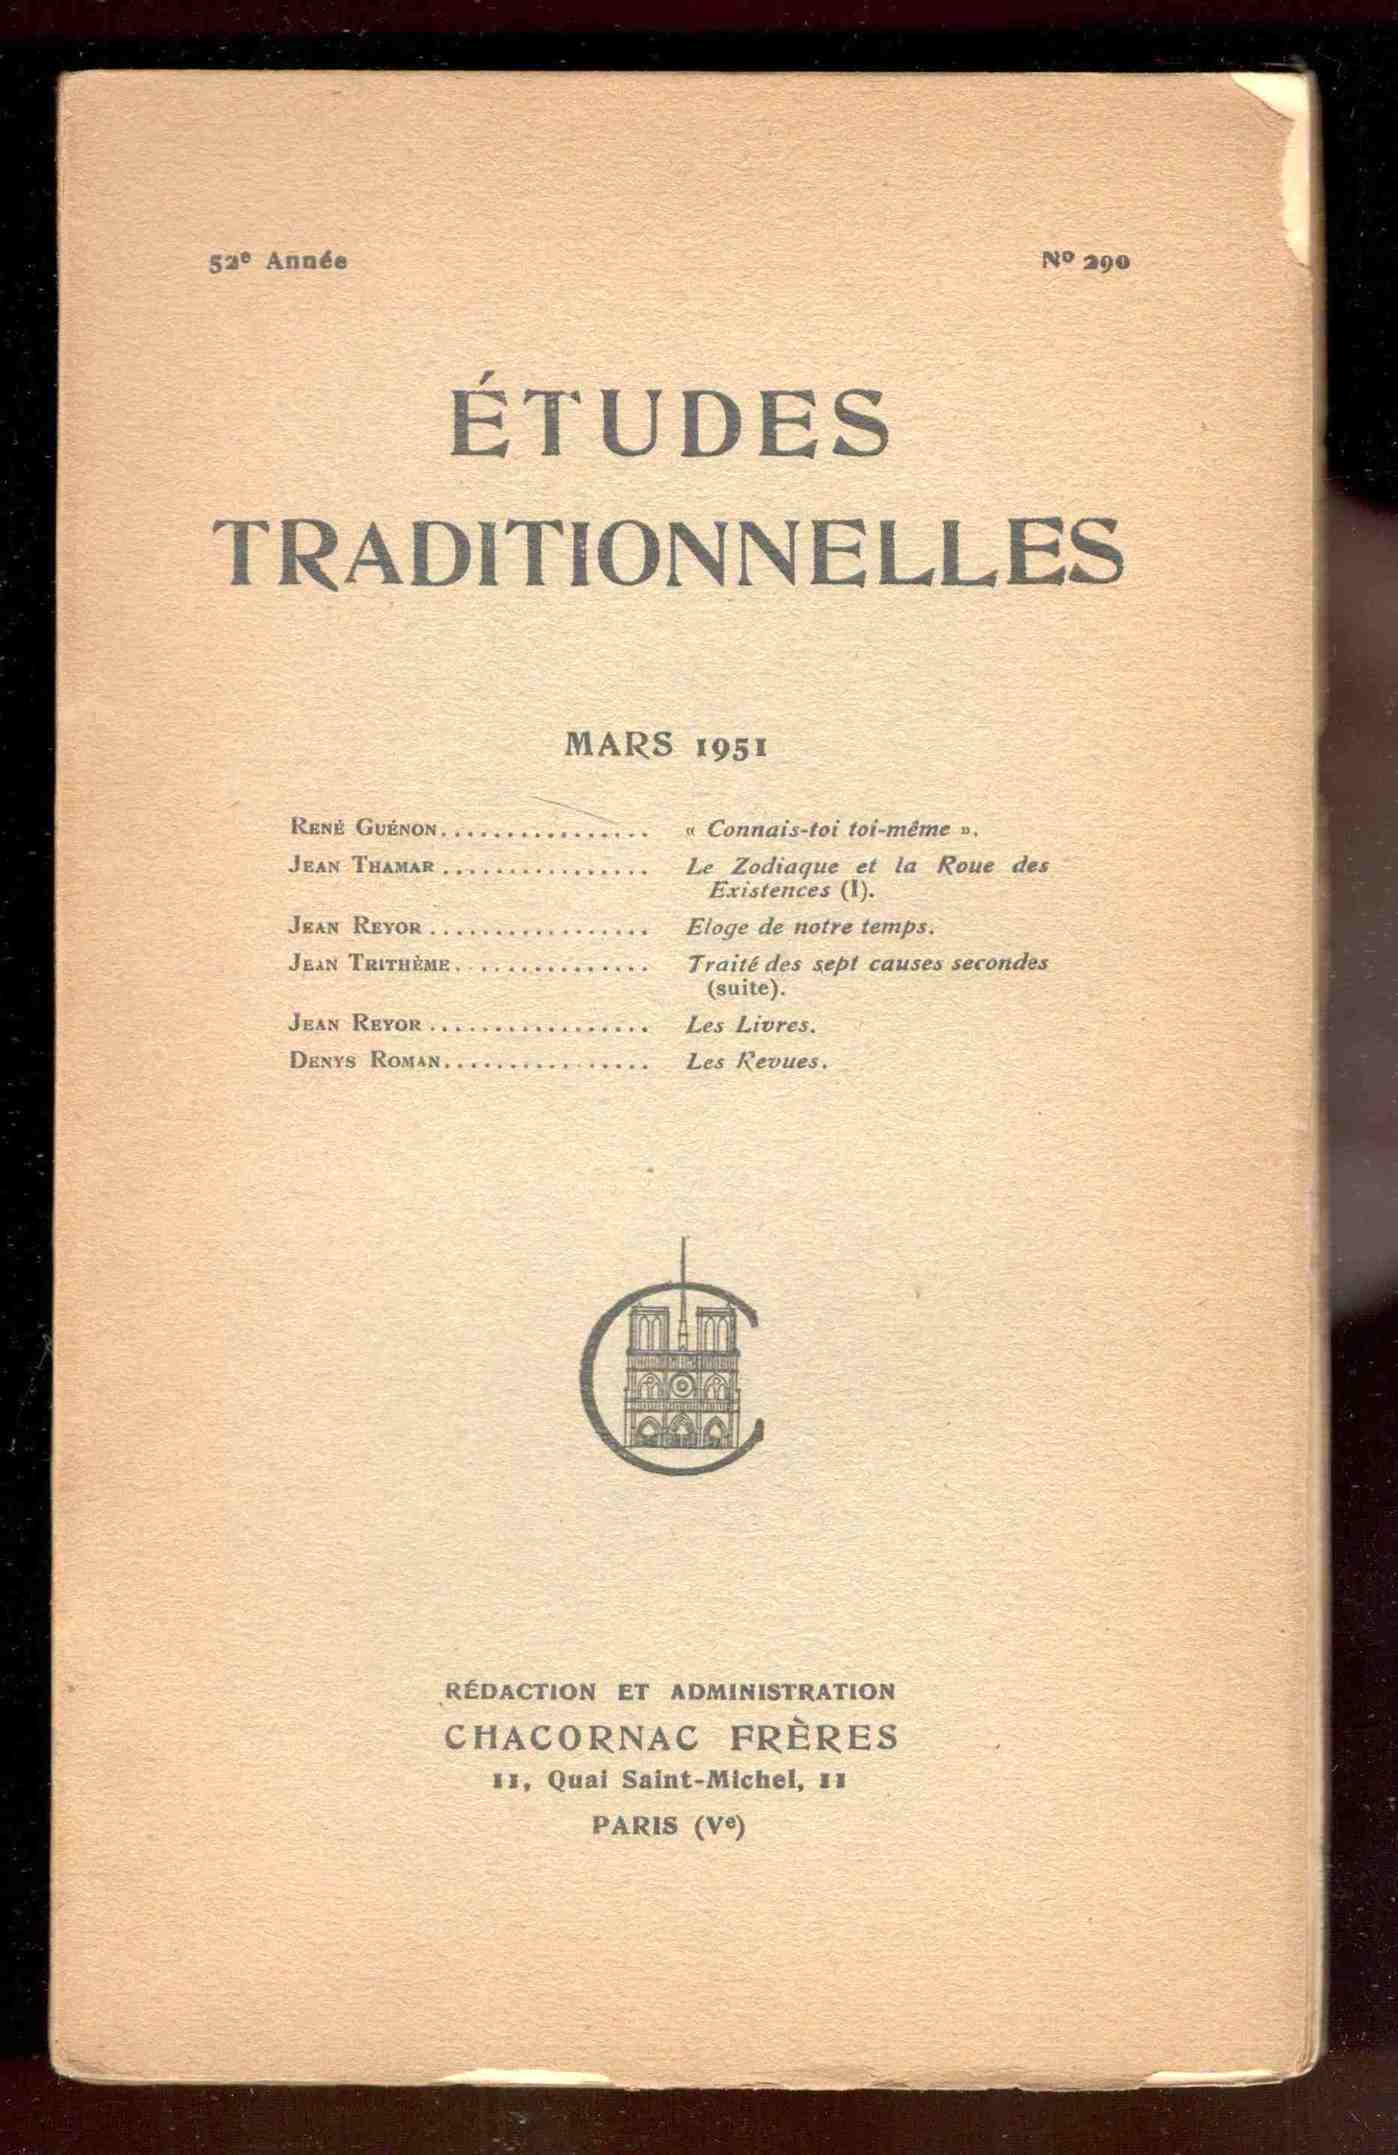 52e Année
Nº 290
ÉTUDES
TRADITIONNELLES
MARS 1951
RENÉ GUÉNON................ « Connais-toi toi-même ».
JEAN THAMAR................ Le Zodiaque et la Roue des
Existences (I).
JEAN REYOR................. Eloge de notre temps.
JEAN TRITHÈME............... Traité des sept causes secondes
(suite).
JEAN REYOR................. Les Livres.
DENYS ROMAN................ Les Revues.
C
RÉDACTION ET ADMINISTRATION
CHACORNAC FRÈRES
11, Quai Saint-Michel, 11
PARIS (Ve)